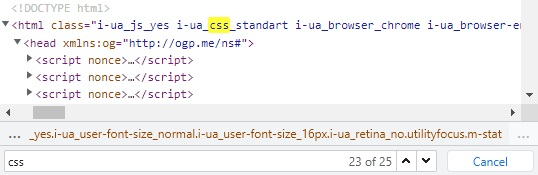 <!DOCTYPE html>
<html class="i-ua_js_yes i-ua_css_standart i-ua_browser_chrome i-ua_browser-en
<head xmlns:og="http://ogp.me/ns#">
<script nonce>…</script>
<script nonce>…</script>
<script nonce>…</script>
… _yes.i-ua_user-font-size_normal.i-ua_user-font-size_16px.i-ua_retina_no.utilityfocus.m-stat
css 23 of 25 Cancel